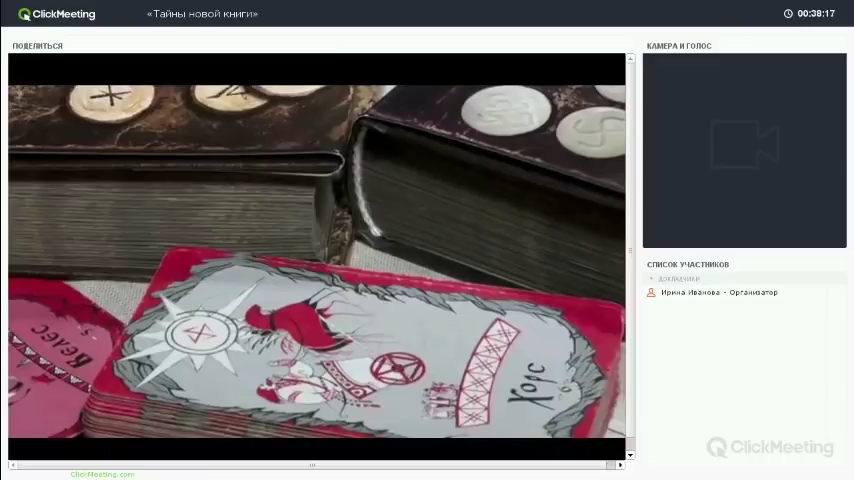 ClickMeeting
«Тайны новой книги»
00:38:17
ПОДЕЛИТЬСЯ
КАМЕРА И ГОЛОС
Велес
Хорс
СПИСОК УЧАСТНИКОВ
ДОКЛАДЧИКИ
Ирина Иванова - Организатор
ClickMeeting
ClickMeeting.com